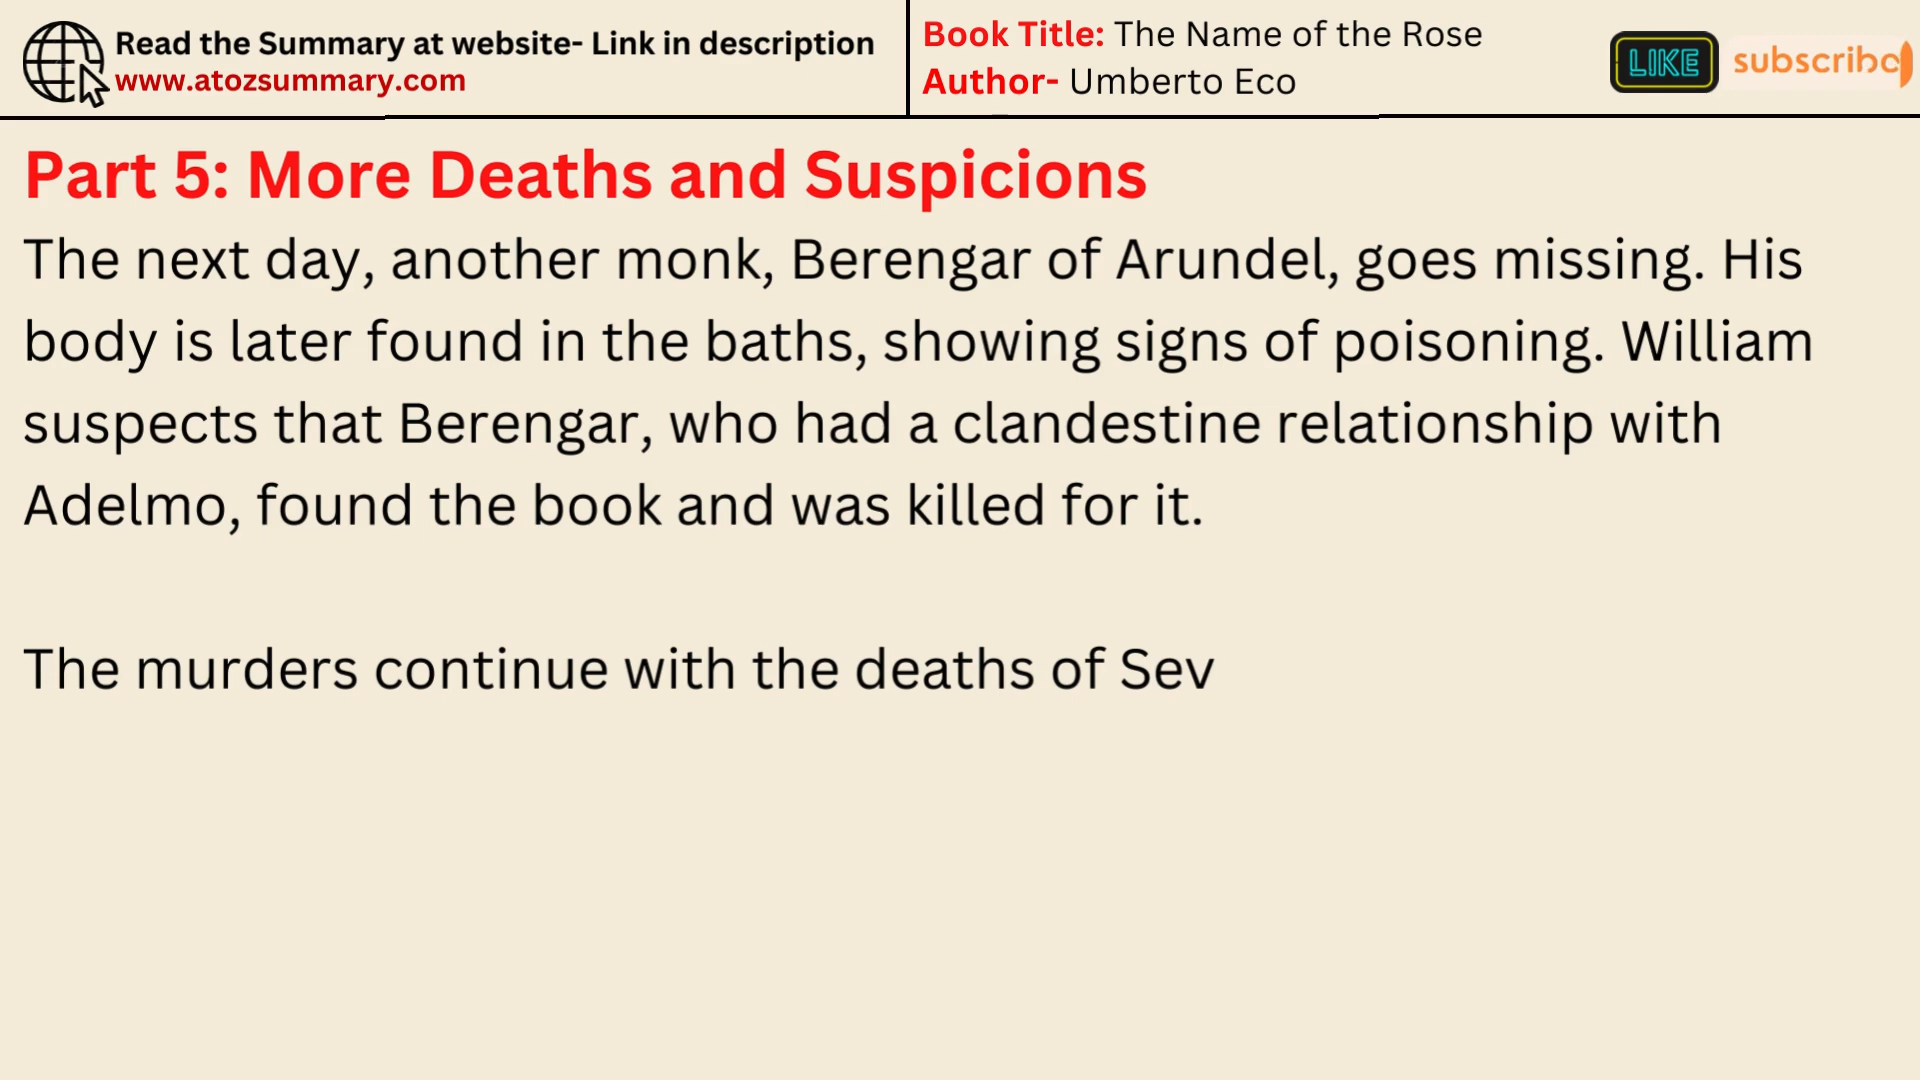 Read the Summary at website- Link in description
www.atozsummary.com
Book Title: The Name of the Rose
Author- Umberto Eco
LIKE
subscribe
Part 5: More Deaths and Suspicions
The next day, another monk, Berengar of Arundel, goes missing. His
body is later found in the baths, showing signs of poisoning. William
suspects that Berengar, who had a clandestine relationship with
Adelmo, found the book and was killed for it.
The murders continue with the deaths of Sev